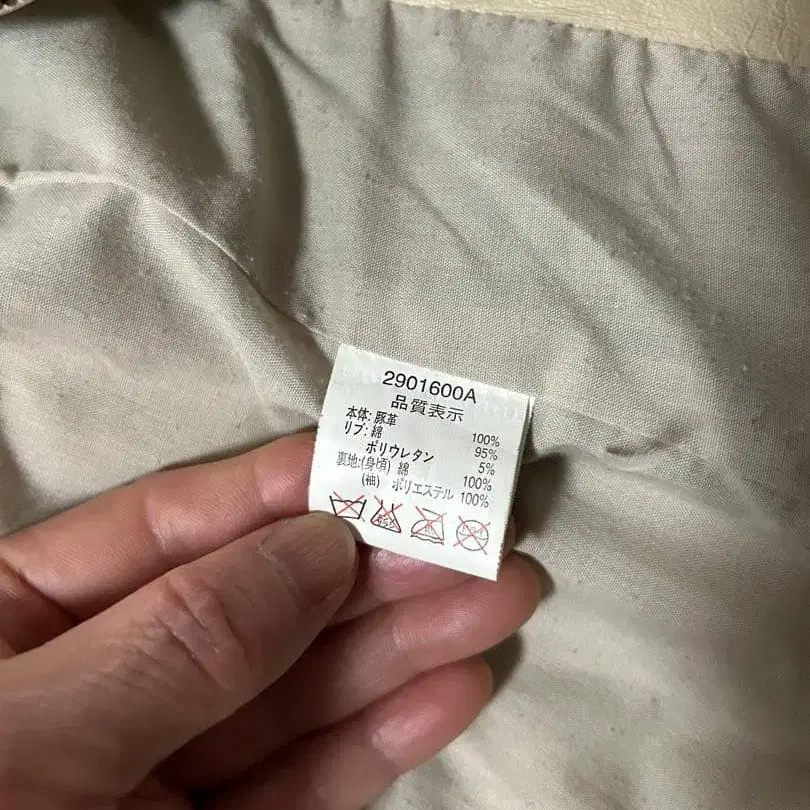 2901600A
品質表示
本体: 豚革 100%
リブ: 綿 95%
ポリウレタン 5%
裏地:(身頃) 綿 100%
(袖) ポリエステル 100%